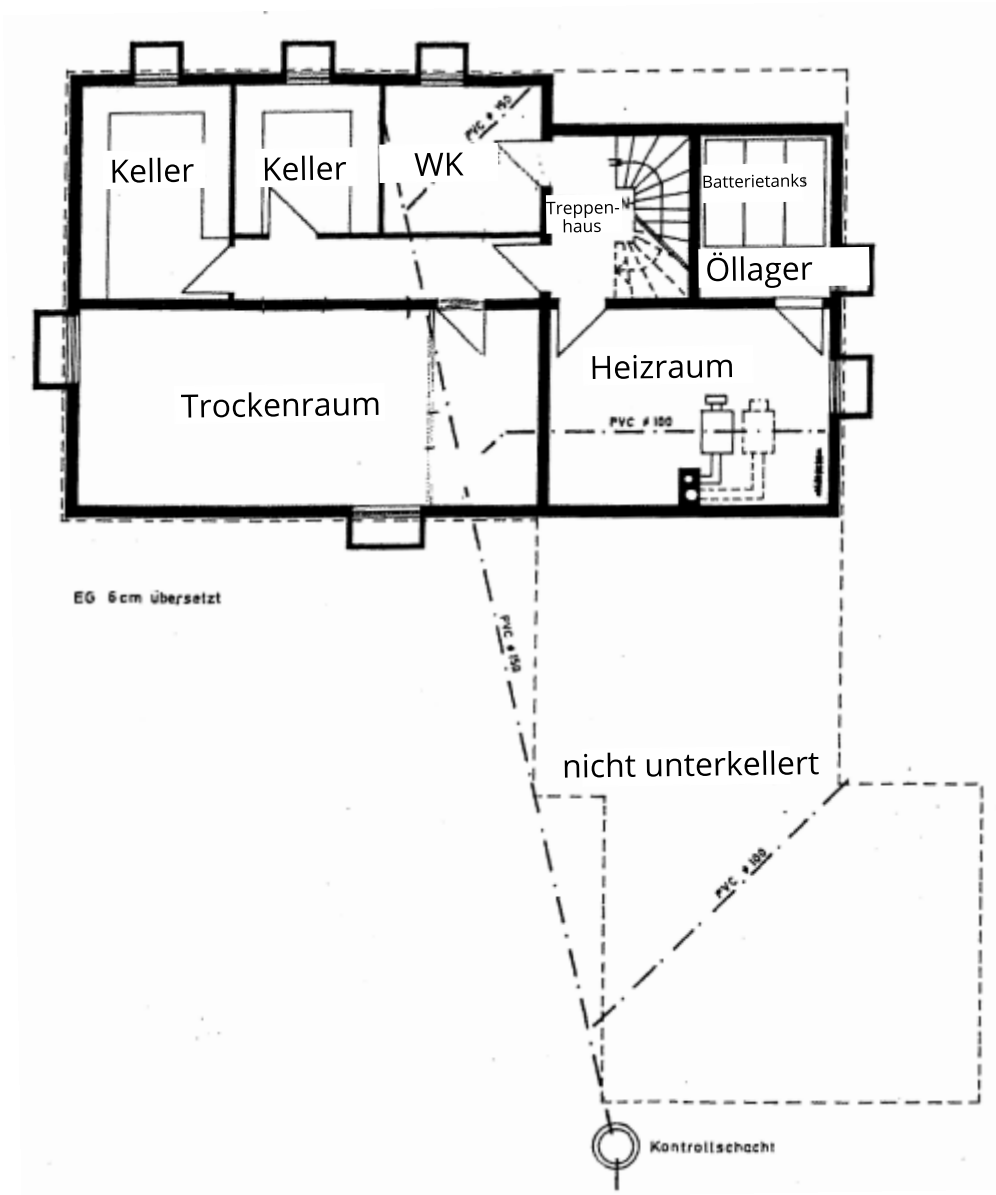 PVC ø 150
Keller
Keller
WK
Batterietanks
Treppen-
haus
Öllager
Heizraum
Trockenraum
PVC ø 100
EG 6cm übersetzt
PVC ø 150
nicht unterkellert
PVC ø 100
Kontrollschacht